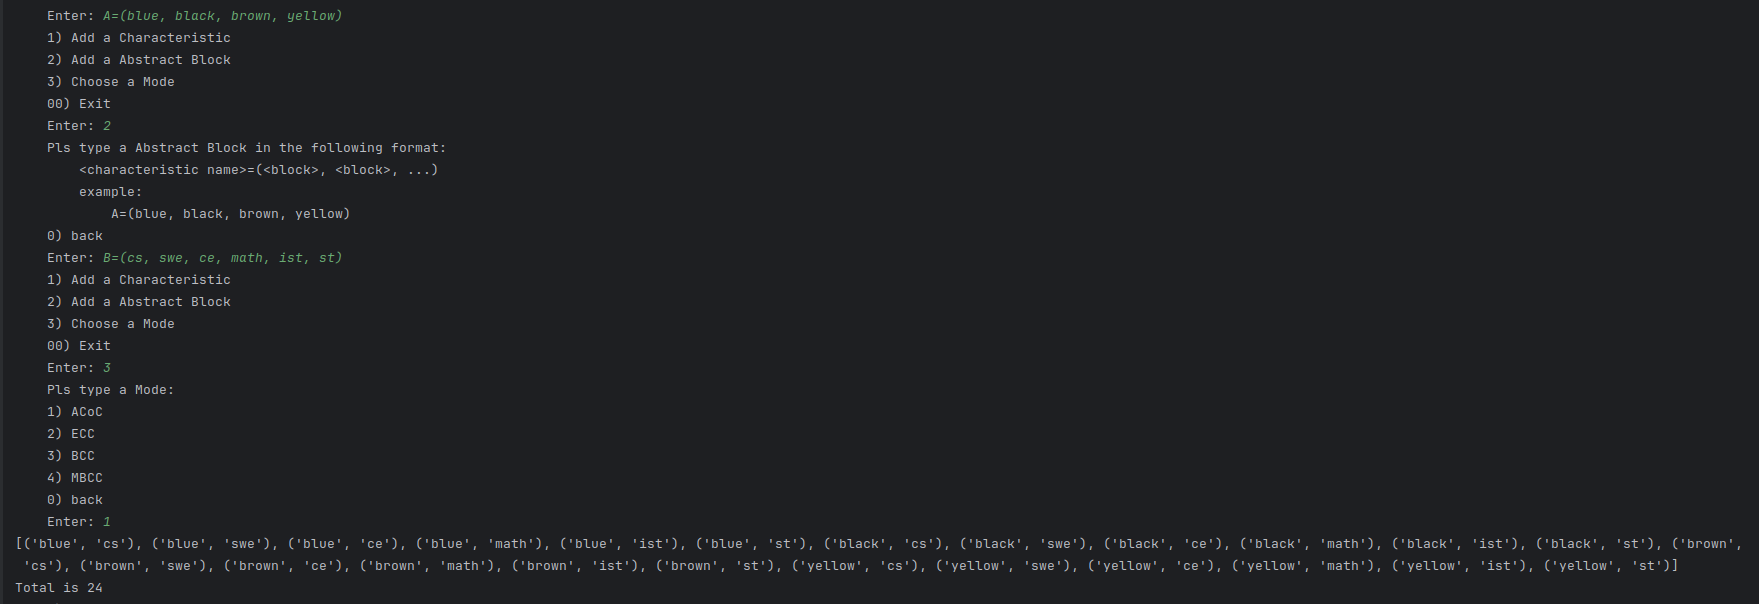 Enter: A=(blue, black, brown, yellow)
1) Add a Characteristic
2) Add a Abstract Block
3) Choose a Mode
00) Exit
Enter: 2
Pls type a Abstract Block in the following format:
<characteristic name>=(<block>, <block>, ...)
example:
A=(blue, black, brown, yellow)
0) back
Enter: B=(cs, swe, ce, math, ist, st)
1) Add a Characteristic
2) Add a Abstract Block
3) Choose a Mode
00) Exit
Enter: 3
Pls type a Mode:
1) ACoC
2) ECC
3) BCC
4) MBCC
0) back
Enter: 1
[('blue', 'cs'), ('blue', 'swe'), ('blue', 'ce'), ('blue', 'math'), ('blue', 'ist'), ('blue', 'st'), ('black', 'cs'), ('black', 'swe'), ('black', 'ce'), ('black', 'math'), ('black', 'ist'), ('black', 'st'), ('brown',
'cs'), ('brown', 'swe'), ('brown', 'ce'), ('brown', 'math'), ('brown', 'ist'), ('brown', 'st'), ('yellow', 'cs'), ('yellow', 'swe'), ('yellow', 'ce'), ('yellow', 'math'), ('yellow', 'ist'), ('yellow', 'st')]
Total is 24